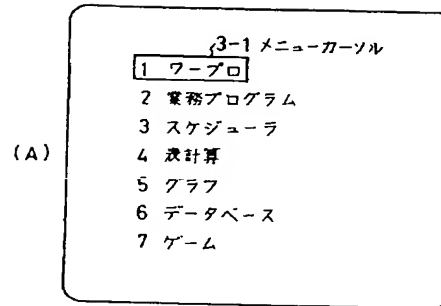 3-1 メニューカーソル
1 ワープロ
2 業務プログラム
3 スケジューラ
(A) 4 表計算
5 グラフ
6 データベース
7 ゲーム